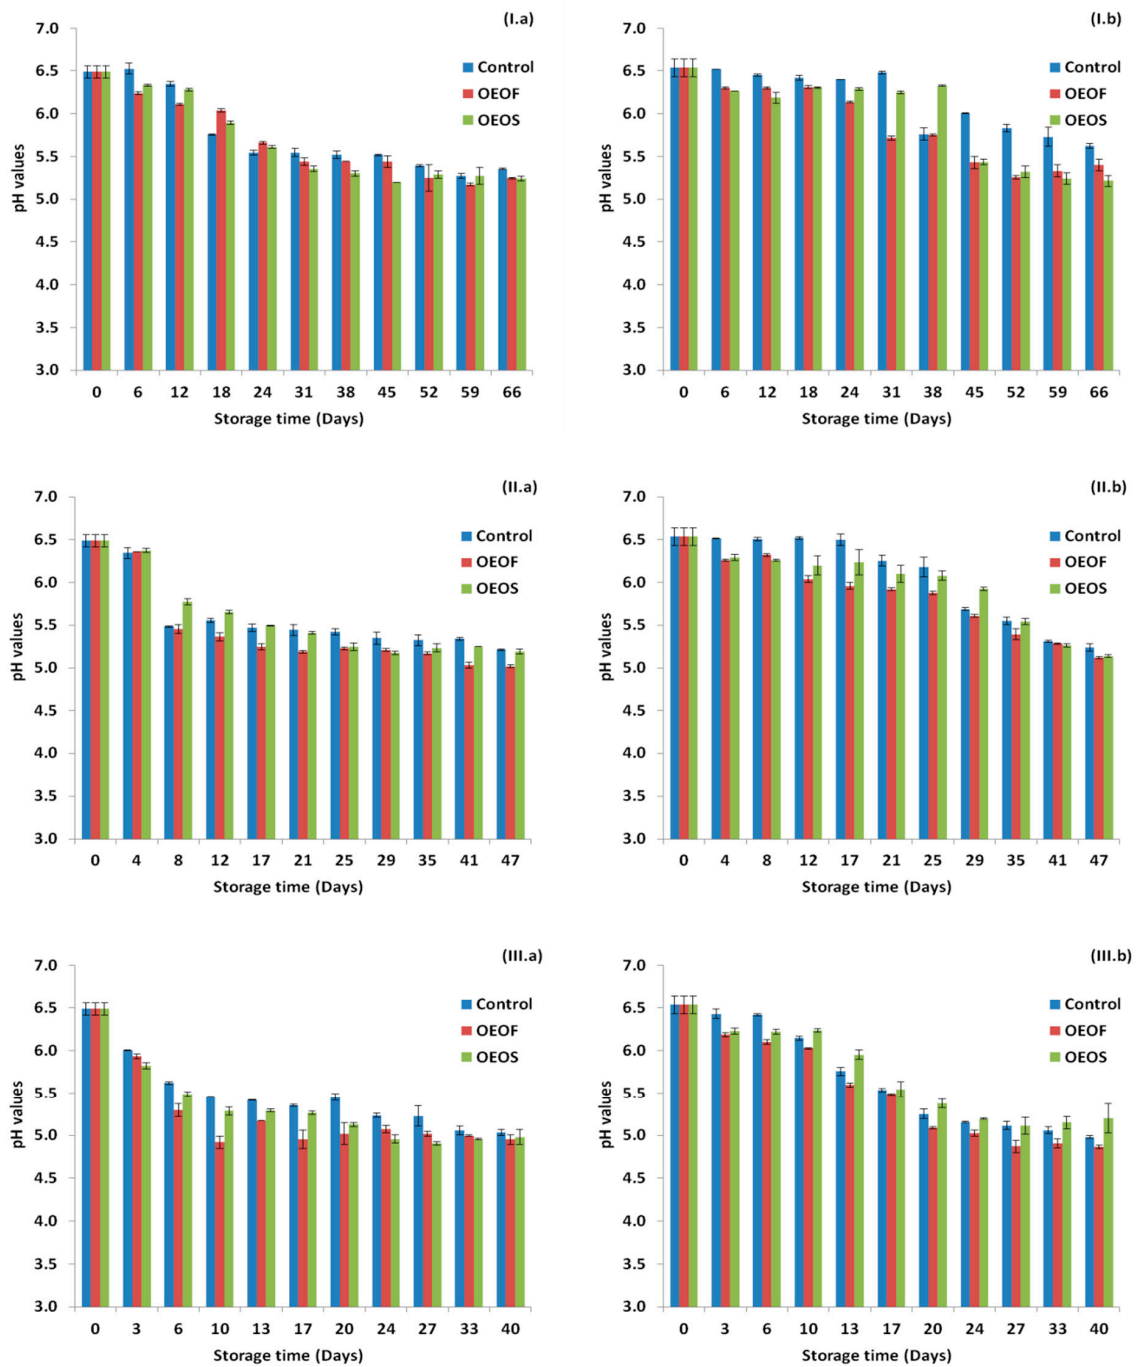 (I.a)
7.0
6.5
6.0
5.5
5.0
4.5
4.0
3.5
3.0
pH values
Control
OEOF
OEOS
0 6 12 18 24 31 38 45 52 59 66
Storage time (Days)
(I.b)
7.0
6.5
6.0
5.5
5.0
4.5
4.0
3.5
3.0
pH values
Control
OEOF
OEOS
0 6 12 18 24 31 38 45 52 59 66
Storage time (Days)
(II.a)
7.0
6.5
6.0
5.5
5.0
4.5
4.0
3.5
3.0
pH values
Control
OEOF
OEOS
0 4 8 12 17 21 25 29 35 41 47
Storage time (Days)
(II.b)
7.0
6.5
6.0
5.5
5.0
4.5
4.0
3.5
3.0
pH values
Control
OEOF
OEOS
0 4 8 12 17 21 25 29 35 41 47
Storage time (Days)
(III.a)
7.0
6.5
6.0
5.5
5.0
4.5
4.0
3.5
3.0
pH values
Control
OEOF
OEOS
0 3 6 10 13 17 20 24 27 33 40
Storage time (Days)
(III.b)
7.0
6.5
6.0
5.5
5.0
4.5
4.0
3.5
3.0
pH values
Control
OEOF
OEOS
0 3 6 10 13 17 20 24 27 33 40
Storage time (Days)